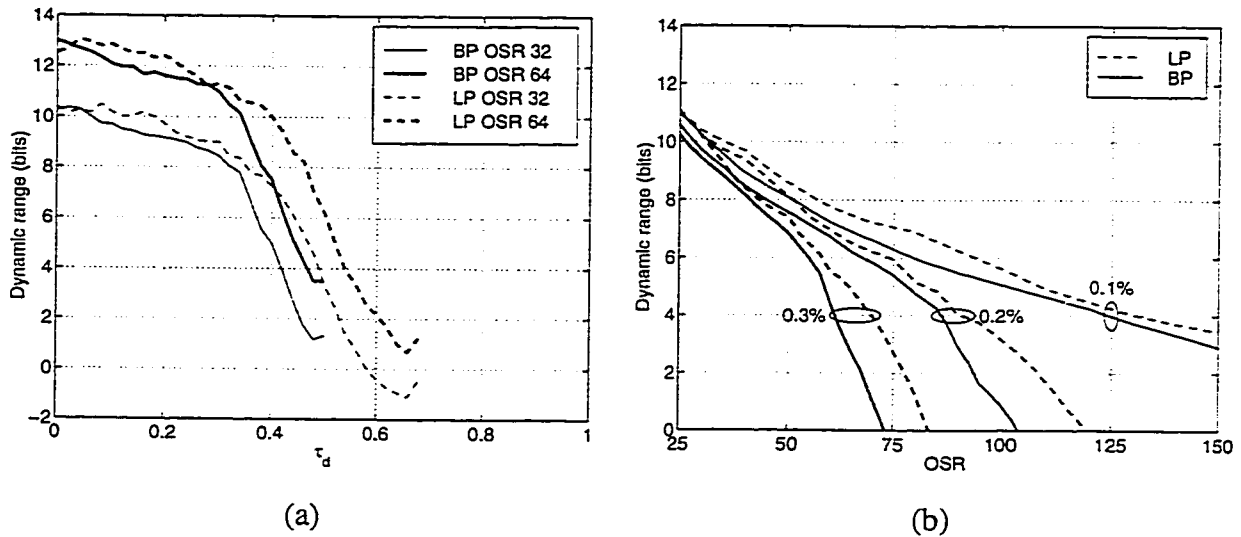 14
12
10
8
6
4
2
0
−2
Dynamic range (bits)
BP OSR 32
BP OSR 64
LP OSR 32
LP OSR 64
0
0.2
0.4
0.6
0.8
1
τd
(a)
14
12
10
8
6
4
2
0
Dynamic range (bits)
LP
BP
0.1%
0.3%
0.2%
25
50
75
100
125
150
OSR
(b)